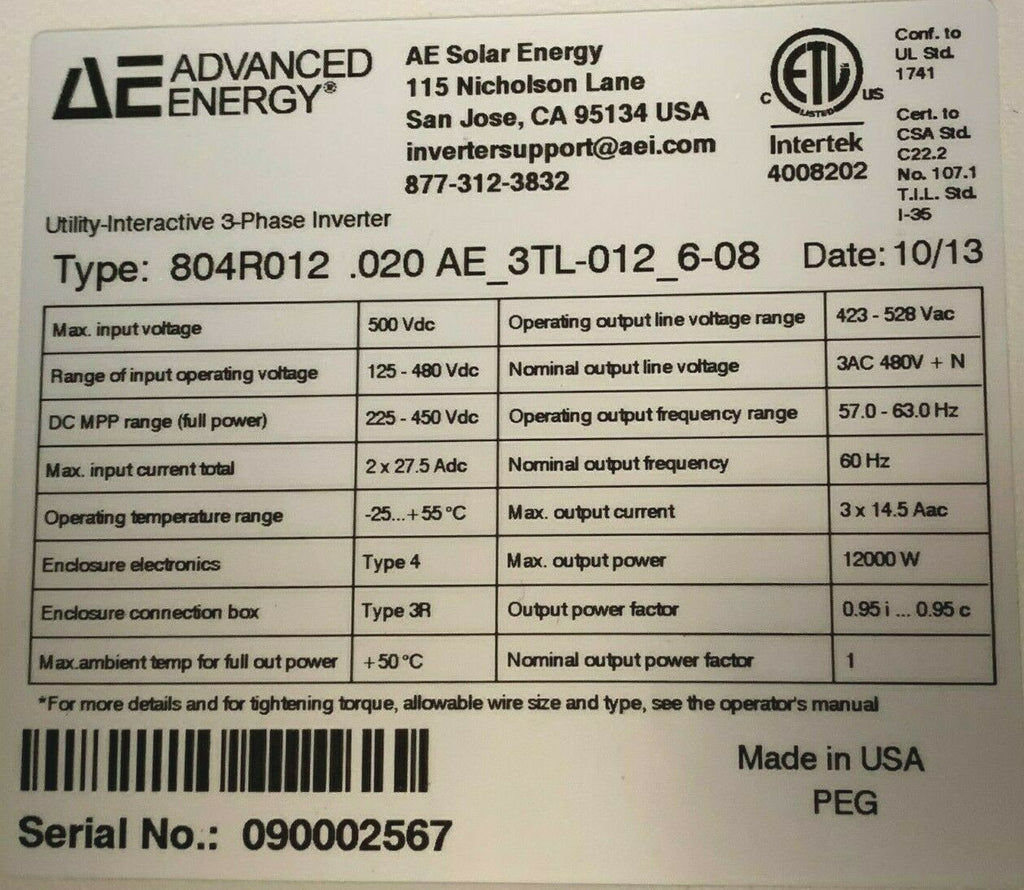 AE ADVANCED
ENERGY®
AE Solar Energy
115 Nicholson Lane
San Jose, CA 95134 USA
invertersupport@aei.com
877-312-3832
ETL
LISTED
C US
Intertek
4008202
Conf. to
UL Std.
1741
Cert. to
CSA Std.
C22.2
No. 107.1
T.I.L. Std.
I-35
Utility-Interactive 3-Phase Inverter
Type: 804R012 .020 AE_3TL-012_6-08 Date: 10/13
Max. input voltage 500 Vdc Operating output line voltage range 423 - 528 Vac
Range of input operating voltage 125 - 480 Vdc Nominal output line voltage 3AC 480V + N
DC MPP range (full power) 225 - 450 Vdc Operating output frequency range 57.0 - 63.0 Hz
Max. input current total 2 x 27.5 Adc Nominal output frequency 60 Hz
Operating temperature range -25...+55 °C Max. output current 3 x 14.5 Aac
Enclosure electronics Type 4 Max. output power 12000 W
Enclosure connection box Type 3R Output power factor 0.95 i ... 0.95 c
Max.ambient temp for full out power +50 °C Nominal output power factor 1
*For more details and for tightening torque, allowable wire size and type, see the operator's manual
Made in USA
PEG
Serial No.: 090002567